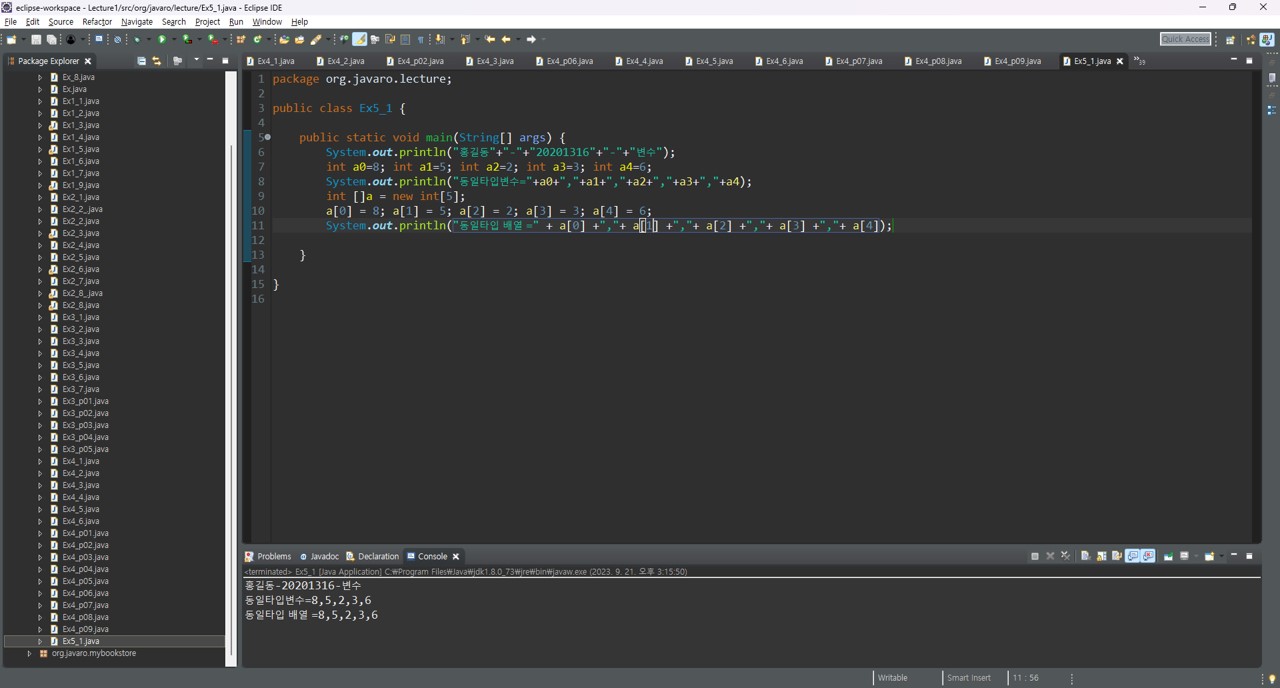 eclipse-workspace - Lecture1/src/org/javaro/lecture/Ex5_1.java - Eclipse IDE
File Edit Source Refactor Navigate Search Project Run Window Help
Quick Access
Package Explorer
Ex4_1.java Ex4_2.java Ex4_p02.java Ex4_3.java Ex4_p06.java Ex4_4.java Ex4_5.java Ex4_6.java Ex4_p07.java Ex4_p08.java Ex4_p09.java Ex5_1.java »39
Ex_8.java
Ex.java
Ex1_1.java
Ex1_2.java
Ex1_3.java
Ex1_4.java
Ex1_5.java
Ex1_6.java
Ex1_7.java
Ex1_9.java
Ex2_1.java
Ex2_2_.java
Ex2_2.java
Ex2_3.java
Ex2_4.java
Ex2_5.java
Ex2_6.java
Ex2_7.java
Ex2_8_.java
Ex2_8.java
Ex3_1.java
Ex3_2.java
Ex3_3.java
Ex3_4.java
Ex3_5.java
Ex3_6.java
Ex3_7.java
Ex3_p01.java
Ex3_p02.java
Ex3_p03.java
Ex3_p04.java
Ex3_p05.java
Ex4_1.java
Ex4_2.java
Ex4_3.java
Ex4_4.java
Ex4_5.java
Ex4_6.java
Ex4_p01.java
Ex4_p02.java
Ex4_p03.java
Ex4_p04.java
Ex4_p05.java
Ex4_p06.java
Ex4_p07.java
Ex4_p08.java
Ex4_p09.java
Ex5_1.java
org.javaro.mybookstore
1 package org.javaro.lecture;
2
3 public class Ex5_1 {
4
5 public static void main(String[] args) {
6 System.out.println("홍길동"+"-"+"20201316"+"-"+"변수");
7 int a0=8; int a1=5; int a2=2; int a3=3; int a4=6;
8 System.out.println("동일타입변수="+a0+","+a1+","+a2+","+a3+","+a4);
9 int []a = new int[5];
10 a[0] = 8; a[1] = 5; a[2] = 2; a[3] = 3; a[4] = 6;
11 System.out.println("동일타입 배열 =" + a[0] +","+ a[1] +","+ a[2] +","+ a[3] +","+ a[4]);
12
13 }
14
15 }
16
Problems Javadoc Declaration Console
<terminated> Ex5_1 [Java Application] C:₩Program Files₩Java₩jdk1.8.0_73₩jre₩bin₩javaw.exe (2023. 9. 21. 오후 3:15:50)
홍길동-20201316-변수
동일타입변수=8,5,2,3,6
동일타입 배열 =8,5,2,3,6
Writable Smart Insert 11 : 56